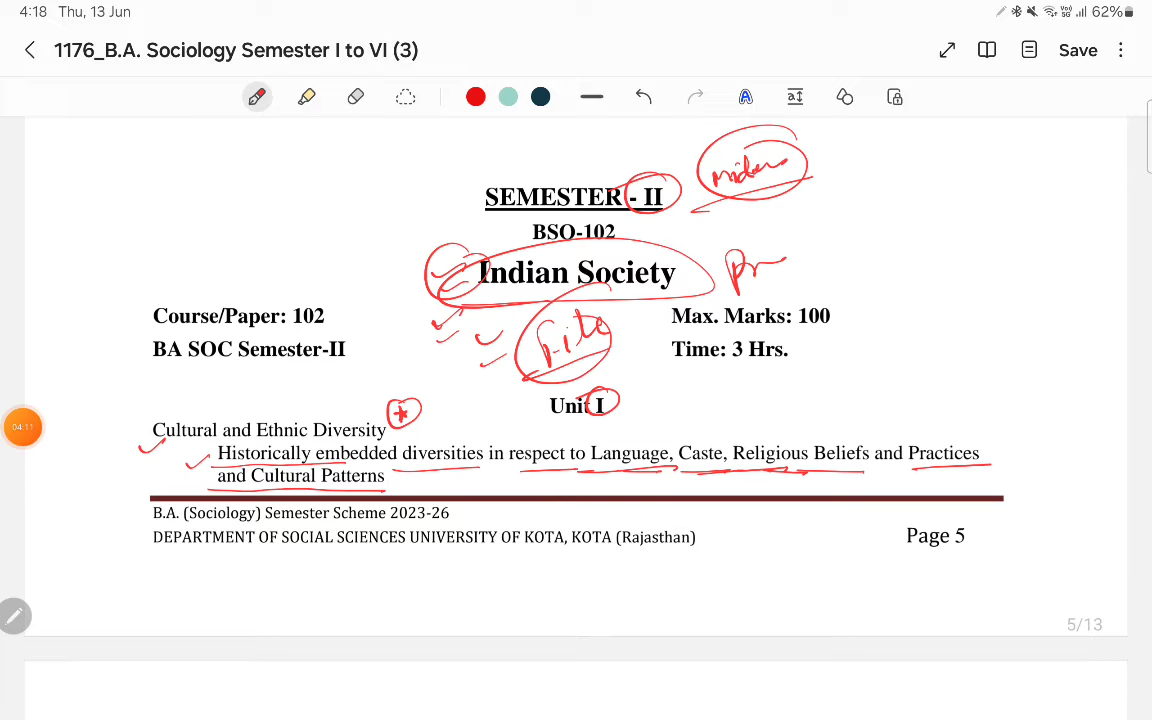 4:18 Thu, 13 Jun
62%
1176_B.A. Sociology Semester I to VI (3)
Save
SEMESTER - II
BSO-102
Indian Society
Course/Paper: 102
Max. Marks: 100
BA SOC Semester-II
Time: 3 Hrs.
Unit I
Cultural and Ethnic Diversity
Historically embedded diversities in respect to Language, Caste, Religious Beliefs and Practices
and Cultural Patterns
B.A. (Sociology) Semester Scheme 2023-26
DEPARTMENT OF SOCIAL SCIENCES UNIVERSITY OF KOTA, KOTA (Rajasthan)
Page 5
04:11
5/13